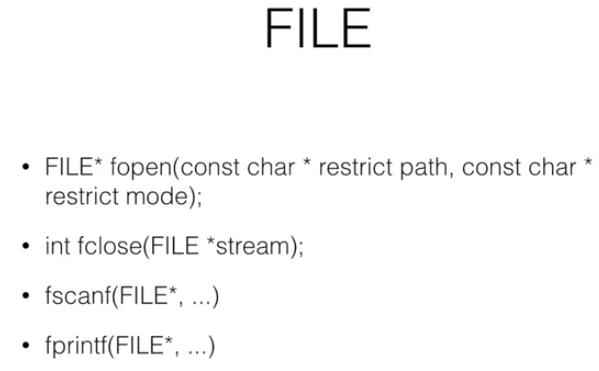 FILE
• FILE* fopen(const char * restrict path, const char *
restrict mode);
• int fclose(FILE *stream);
• fscanf(FILE*, ...)
• fprintf(FILE*, ...)